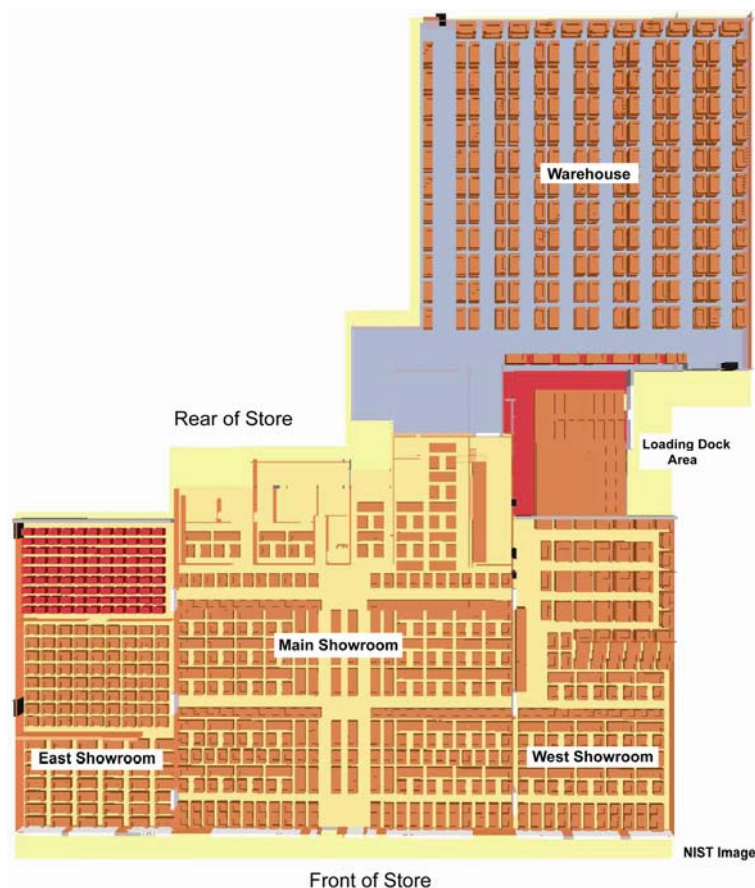 Warehouse
Rear of Store
Loading Dock
Area
Main Showroom
East Showroom
West Showroom
NIST Image
Front of Store